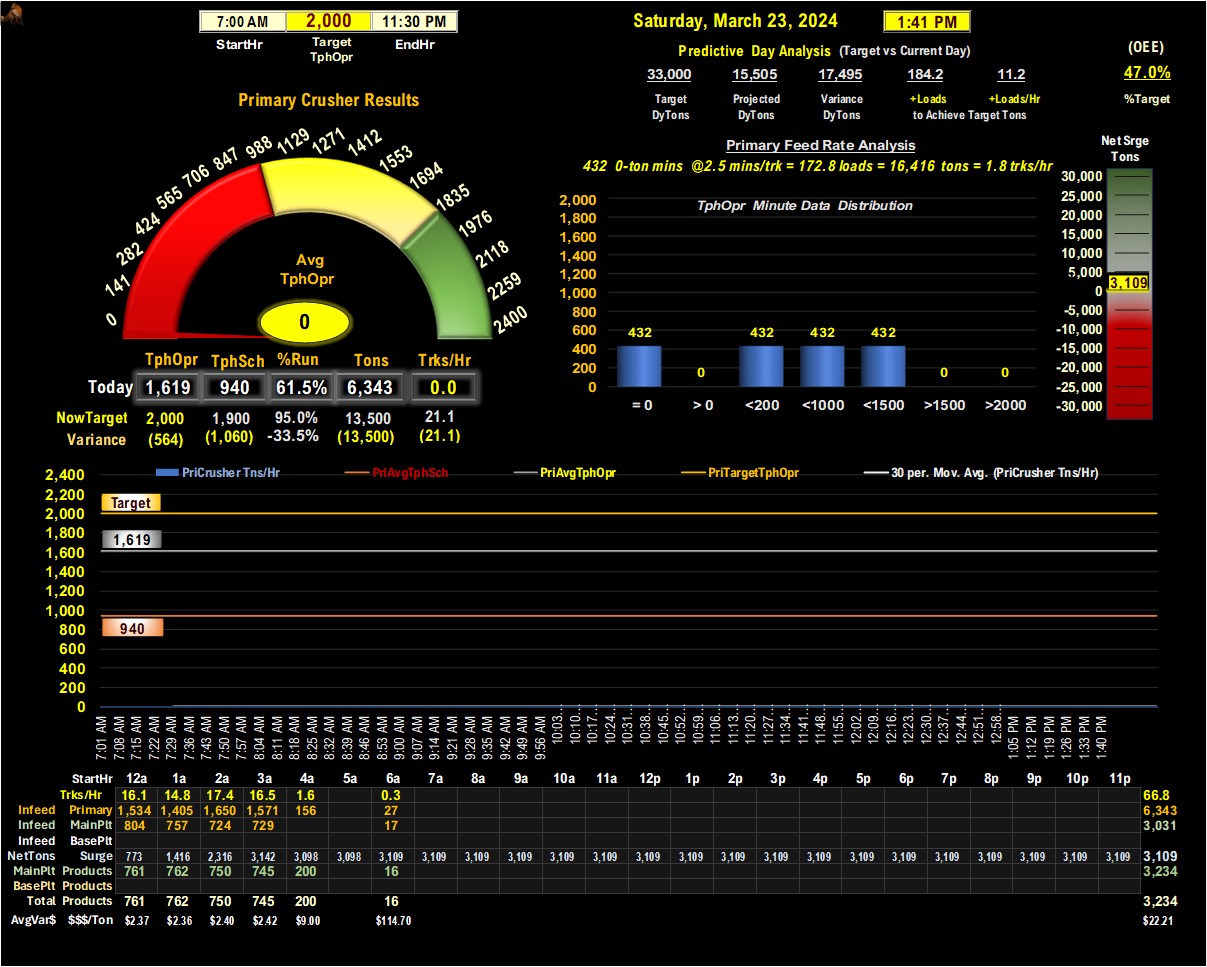 7:00 AM 2,000 11:30 PM
StartHr Target TphOpr EndHr
Saturday, March 23, 2024 1:41 PM
Predictive Day Analysis (Target vs Current Day)
(OEE)
33,000 15,505 17,495 184.2 11.2
47.0%
Target DyTons Projected DyTons Variance DyTons +Loads +Loads/Hr
to Achieve Target Tons
%Target
Primary Crusher Results
Primary Feed Rate Analysis
432 0-ton mins @2.5 mins/trk = 172.8 loads = 16,416 tons = 1.8 trks/hr
Net Srge Tons
0 141 282 424 565 706 847 988 1129 1271 1412 1553 1694 1835 1976 2118 2259 2400
Avg
TphOpr
0
TphOpr Minute Data Distribution
2,000
1,800
1,600
1,400
1,200
1,000
800
600
400
200
0
432 0 432 432 432 0 0
= 0 > 0 <200 <1000 <1500 >1500 >2000
30,000
25,000
20,000
15,000
10,000
5,000
3,109
0
-5,000
-10,000
-15,000
-20,000
-25,000
-30,000
TphOpr TphSch %Run Tons Trks/Hr
Today 1,619 940 61.5% 6,343 0.0
NowTarget 2,000 1,900 95.0% 13,500 21.1
Variance (564) (1,060) -33.5% (13,500) (21.1)
PriCrusher Tns/Hr PriAvgTphSch PriAvgTphOpr PriTargetTphOpr 30 per. Mov. Avg. (PriCrusher Tns/Hr)
2,400
2,200
2,000
1,800
1,600
1,400
1,200
1,000
800
600
400
200
0
Target
1,619
940
7:01 AM 7:08 AM 7:15 AM 7:22 AM 7:29 AM 7:36 AM 7:43 AM 7:50 AM 7:57 AM 8:04 AM 8:11 AM 8:18 AM 8:25 AM 8:32 AM 8:39 AM 8:46 AM 8:53 AM 9:00 AM 9:07 AM 9:14 AM 9:21 AM 9:28 AM 9:35 AM 9:42 AM 9:49 AM 9:56 AM 10:03… 10:10… 10:17… 10:24… 10:31… 10:38… 10:45… 10:52… 10:59… 11:06… 11:13… 11:20… 11:27… 11:34… 11:41… 11:48… 11:55… 12:02… 12:09… 12:16… 12:23… 12:30… 12:37… 12:44… 12:51… 12:58… 1:05 PM 1:12 PM 1:19 PM 1:26 PM 1:33 PM 1:40 PM
StartHr 12a 1a 2a 3a 4a 5a 6a 7a 8a 9a 10a 11a 12p 1p 2p 3p 4p 5p 6p 7p 8p 9p 10p 11p
Trks/Hr 16.1 14.8 17.4 16.5 1.6 0.3 66.8
Infeed Primary 1,534 1,405 1,650 1,571 156 27 6,343
Infeed MainPlt 804 757 724 729 17 3,031
Infeed BasePlt
NetTons Surge 773 1,416 2,316 3,142 3,098 3,098 3,109 3,109 3,109 3,109 3,109 3,109 3,109 3,109 3,109 3,109 3,109 3,109 3,109 3,109 3,109 3,109 3,109 3,109 3,109
MainPlt Products 761 762 750 745 200 16 3,234
BasePlt Products
Total Products 761 762 750 745 200 16 3,234
AvgVar$ $$$/Ton $2.37 $2.36 $2.40 $2.42 $9.00 $114.70 $22.21